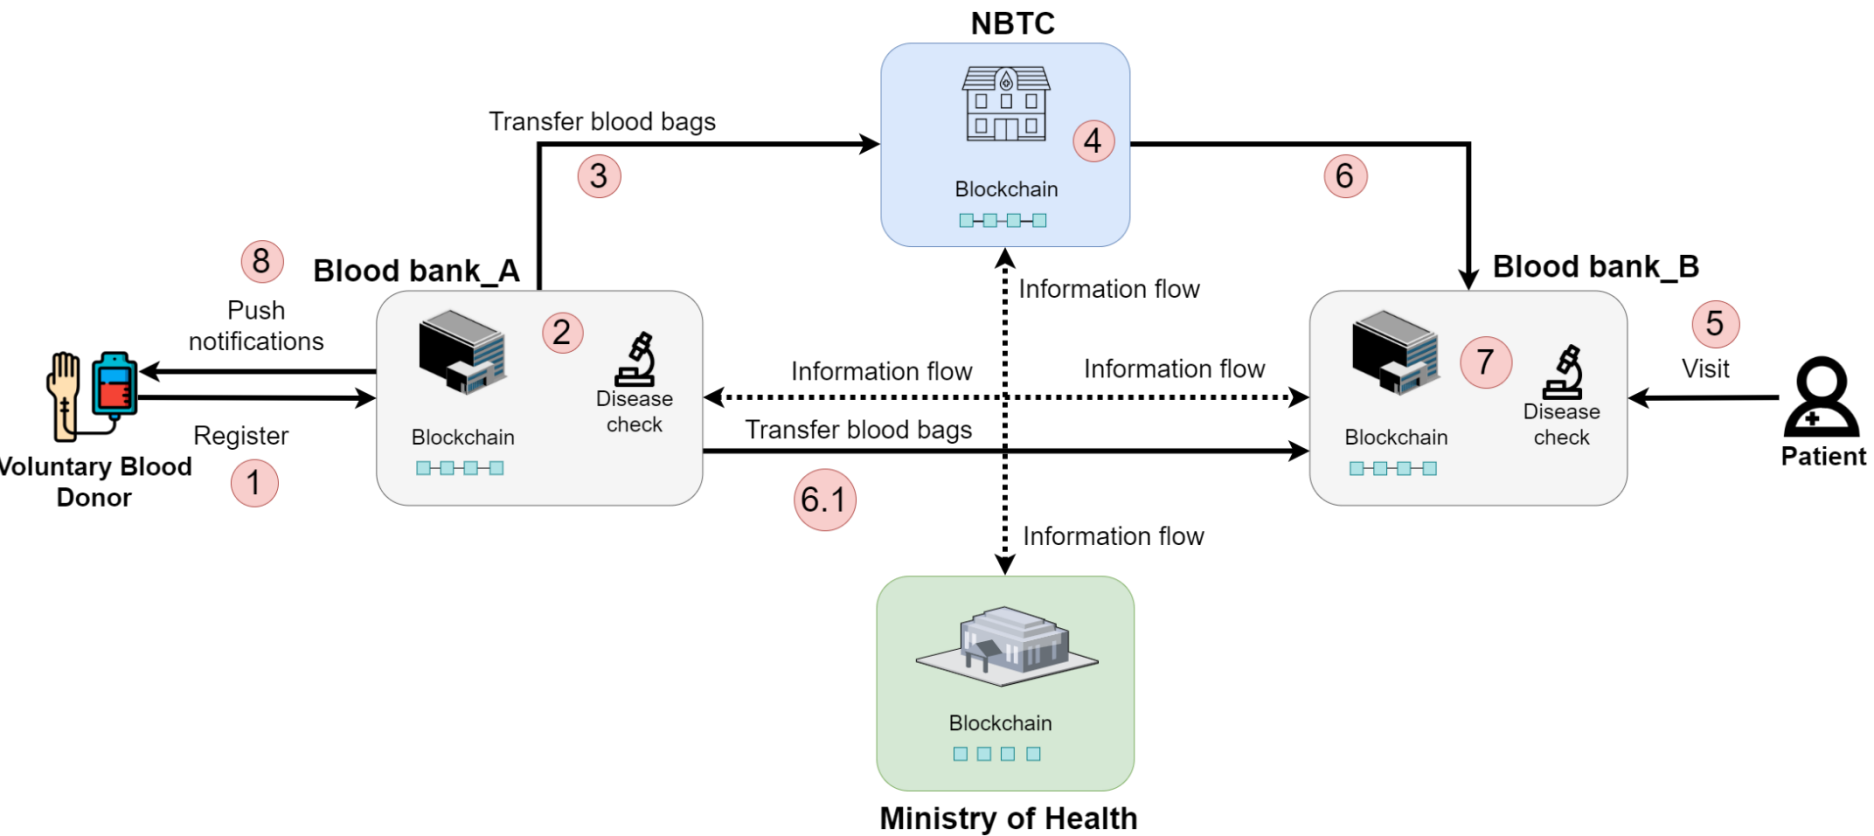 NBTC
4
Blockchain
Transfer blood bags
3
6
8
Push
notifications
Blood bank_A
2
Disease
check
Blockchain
Register
1
Voluntary Blood
Donor
Information flow
Information flow
Information flow
Transfer blood bags
6.1
Information flow
Blood bank_B
7
Disease
check
Blockchain
5
Visit
Patient
Blockchain
Ministry of Health